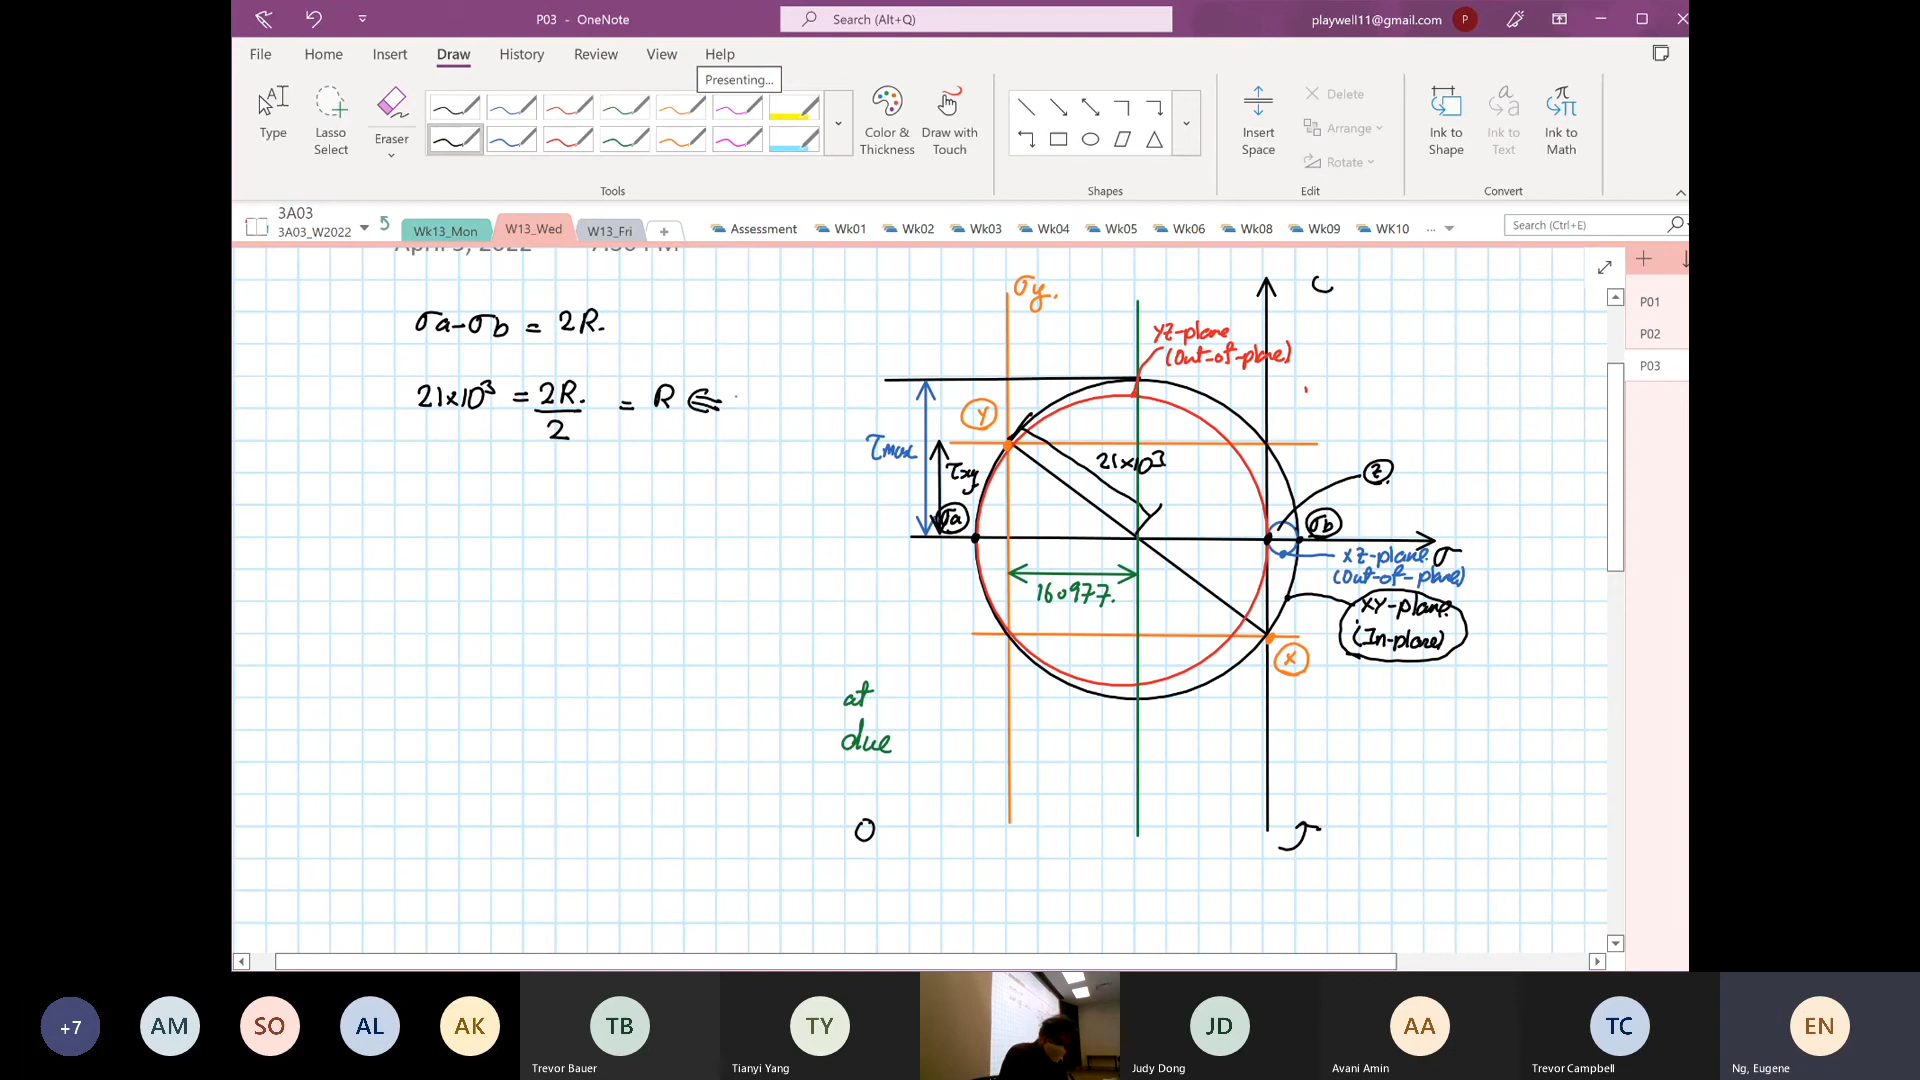 P03 - OneNote
Search (Alt+Q)
playwell11@gmail.com
P
File Home Insert Draw History Review View Help
Presenting...
Type
Lasso Select
Eraser
Color & Thickness
Draw with Touch
Insert Space
Delete
Arrange
Rotate
Ink to Shape
Ink to Text
Ink to Math
Tools
Shapes
Edit
Convert
3A03
3A03_W2022
Wk13_Mon
W13_Wed
W13_Fri
+
Assessment
Wk01
Wk02
Wk03
Wk04
Wk05
Wk06
Wk08
Wk09
WK10
...
Search (Ctrl+E)
P01
P02
P03
σa-σb = 2R.
21×10³ = 2R. / 2 = R
σy.
YZ-plane
(Out-of-plane)
Y
τmax
τxy
21×10³
Z
σa
σb
σ
XZ-plane
(Out-of-plane)
160977.
XY-plane.
(In-plane)
X
at
due
0
+7
AM
SO
AL
AK
TB
Trevor Bauer
TY
Tianyi Yang
JD
Judy Dong
AA
Avani Amin
TC
Trevor Campbell
EN
Ng, Eugene